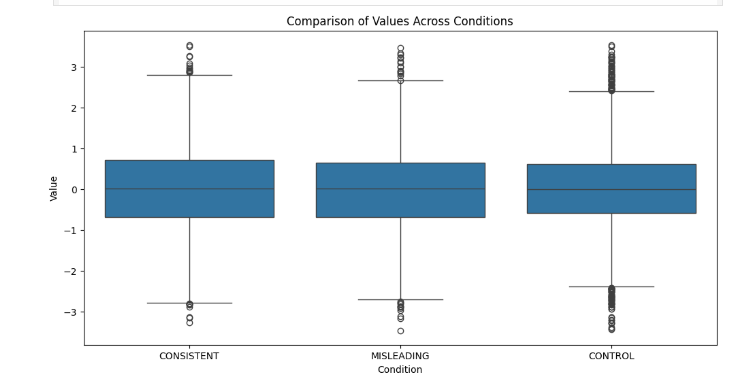 Comparison of Values Across Conditions
3
2
1
0
−1
−2
−3
Value
CONSISTENT MISLEADING CONTROL
Condition